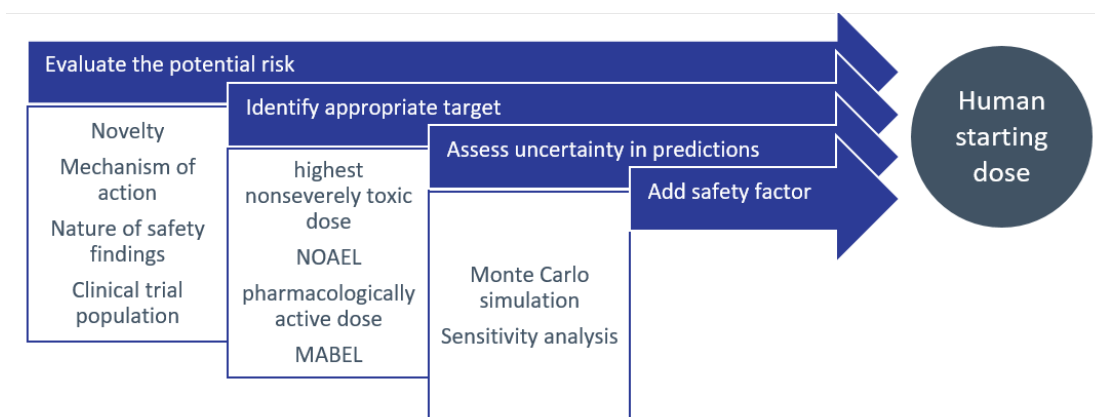 Evaluate the potential risk
Novelty
Mechanism of
action
Nature of safety
findings
Clinical trial
population
Identify appropriate target
highest
nonseverely toxic
dose
NOAEL
pharmacologically
active dose
MABEL
Assess uncertainty in predictions
Monte Carlo
simulation
Sensitivity analysis
Add safety factor
Human
starting
dose